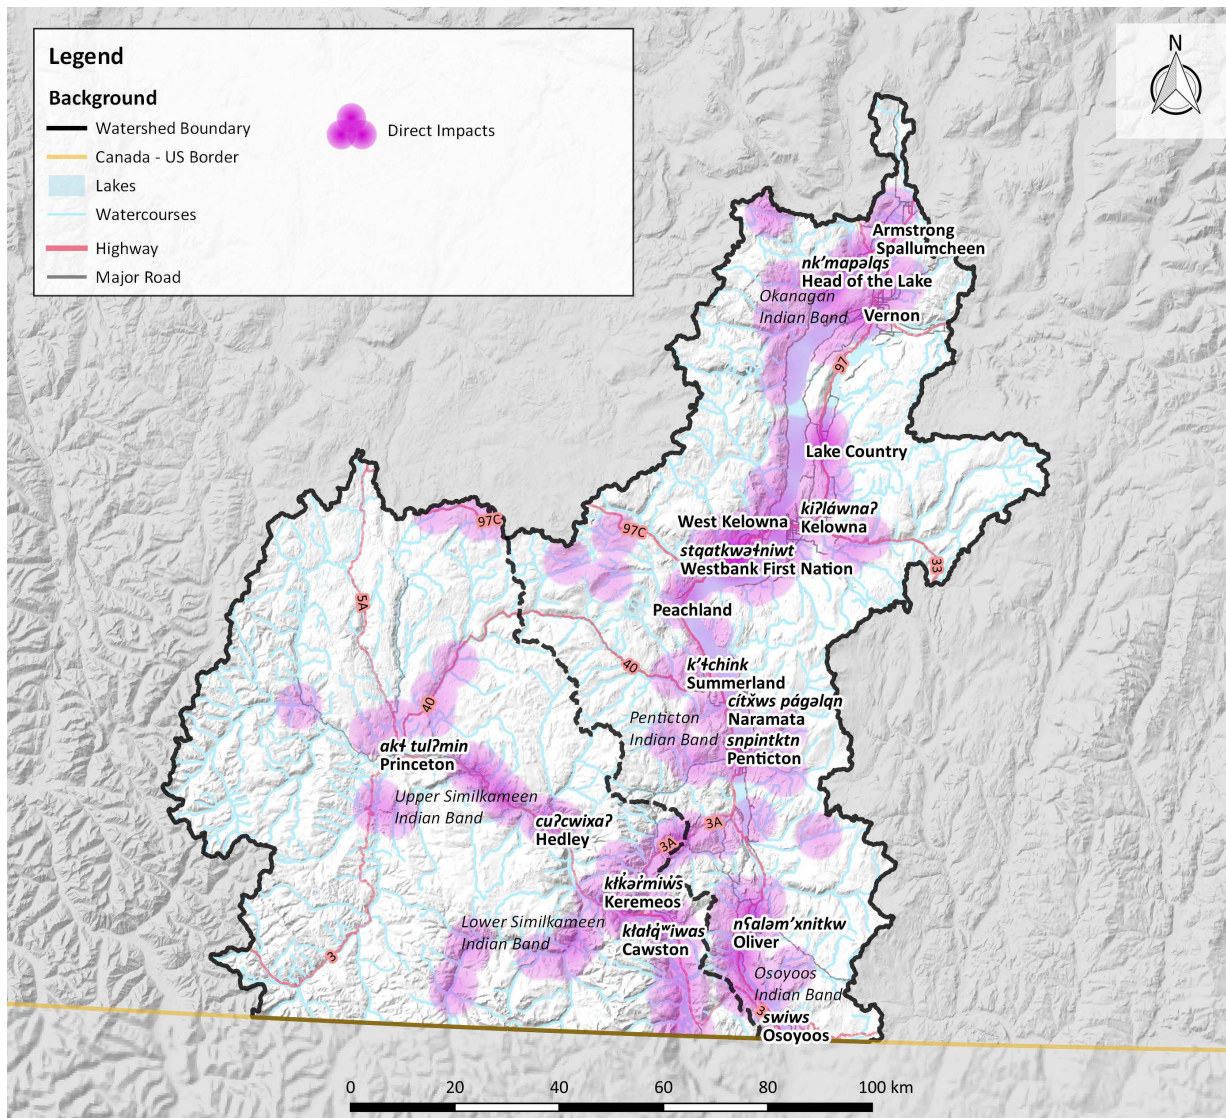 Legend
Background
Watershed Boundary
Canada - US Border
Lakes
Watercourses
Highway
Major Road
Direct Impacts
N
Armstrong
Spallumcheen
nk’mapəlqs
Head of the Lake
Okanagan
Indian Band
Vernon
97
Lake Country
kiʔláwnaʔ
Kelowna
West Kelowna
97C
97C
stqatkwəɬniwt
Westbank First Nation
33
Peachland
5A
40
k’ɬchink
Summerland
cítx̌ws págəlqn
Naramata
40
Penticton
Indian Band
snpintktn
Penticton
akɬ tulʔmin
Princeton
Upper Similkameen
Indian Band
cuʔcwixaʔ
Hedley
3A
3A
Keremeos
Lower Similkameen
Indian Band
Cawston
nʕaləm’xnitkw
Oliver
3
Osoyoos
Indian Band
3
swiws
Osoyoos
0 20 40 60 80 100 km